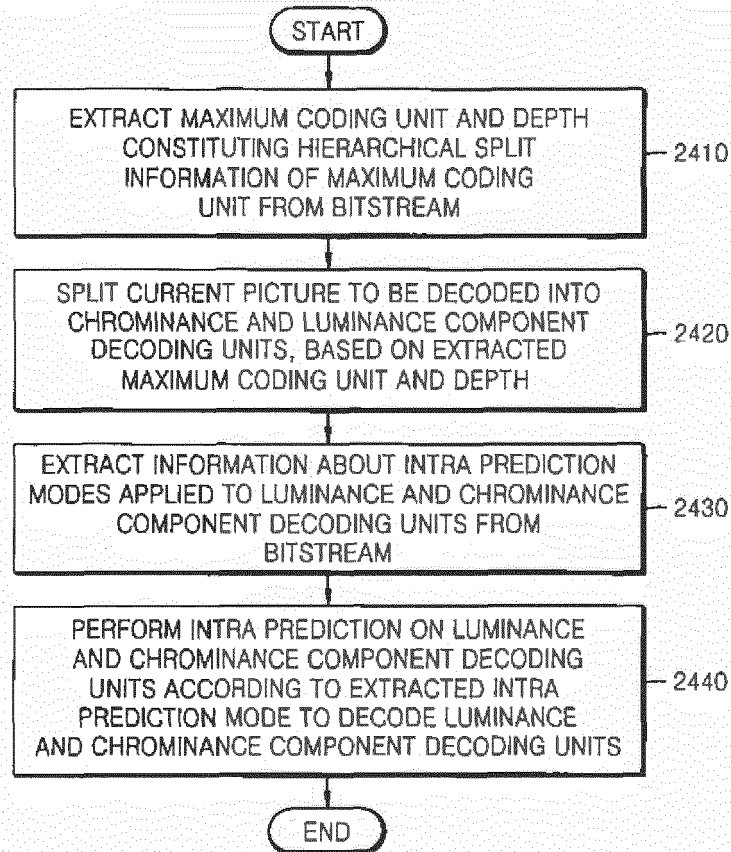 START
EXTRACT MAXIMUM CODING UNIT AND DEPTH
CONSTITUTING HIERARCHICAL SPLIT
INFORMATION OF MAXIMUM CODING
UNIT FROM BITSTREAM
2410
SPLIT CURRENT PICTURE TO BE DECODED INTO
CHROMINANCE AND LUMINANCE COMPONENT
DECODING UNITS, BASED ON EXTRACTED
MAXIMUM CODING UNIT AND DEPTH
2420
EXTRACT INFORMATION ABOUT INTRA PREDICTION
MODES APPLIED TO LUMINANCE AND CHROMINANCE
COMPONENT DECODING UNITS FROM
BITSTREAM
2430
PERFORM INTRA PREDICTION ON LUMINANCE
AND CHROMINANCE COMPONENT DECODING
UNITS ACCORDING TO EXTRACTED INTRA
PREDICTION MODE TO DECODE LUMINANCE
AND CHROMINANCE COMPONENT DECODING UNITS
2440
END